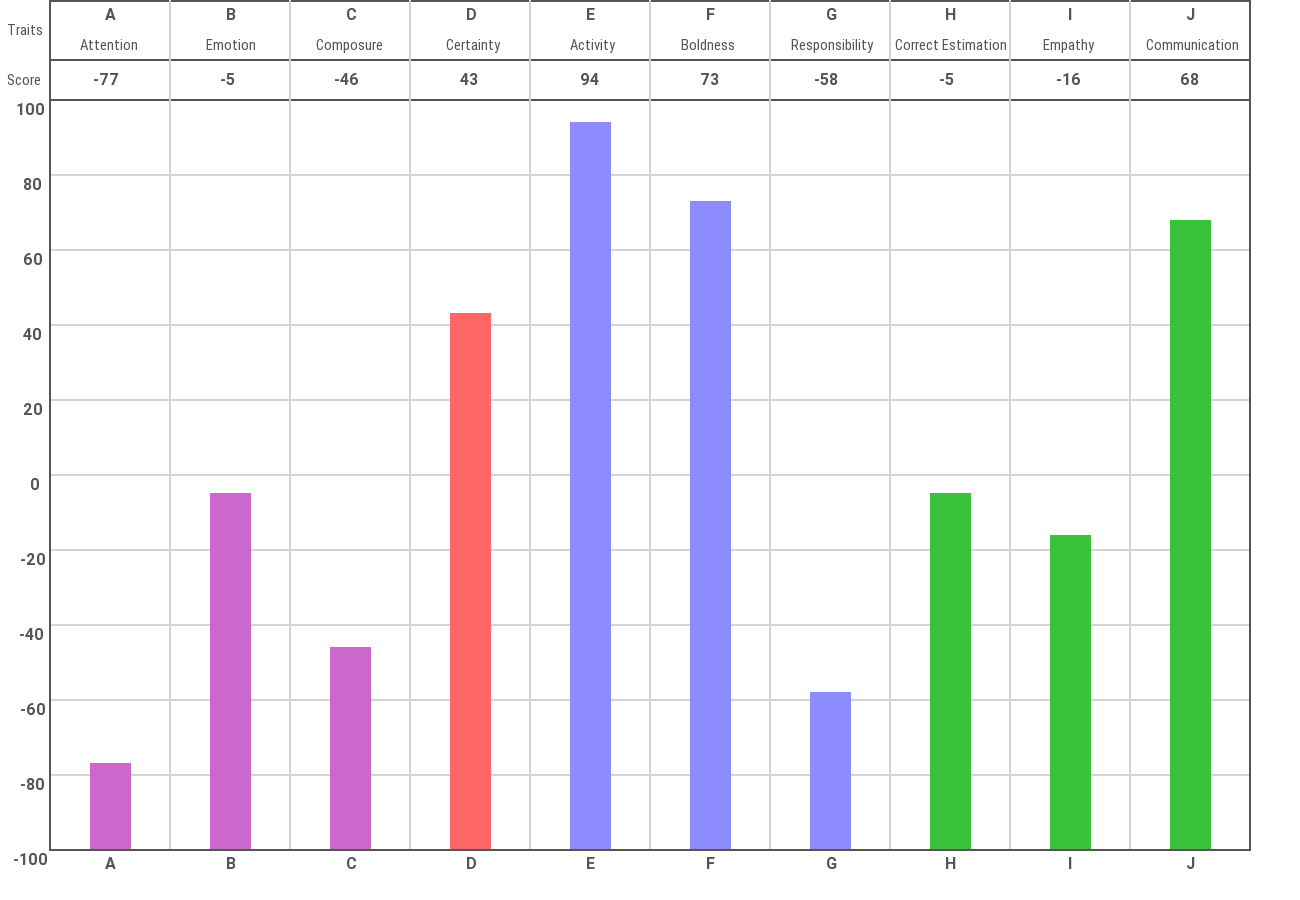 A B C D E F G H I J
Traits
Attention Emotion Composure Certainty Activity Boldness Responsibility Correct Estimation Empathy Communication
Score -77 -5 -46 43 94 73 -58 -5 -16 68
100
80
60
40
20
0
-20
-40
-60
-80
-100
A B C D E F G H I J